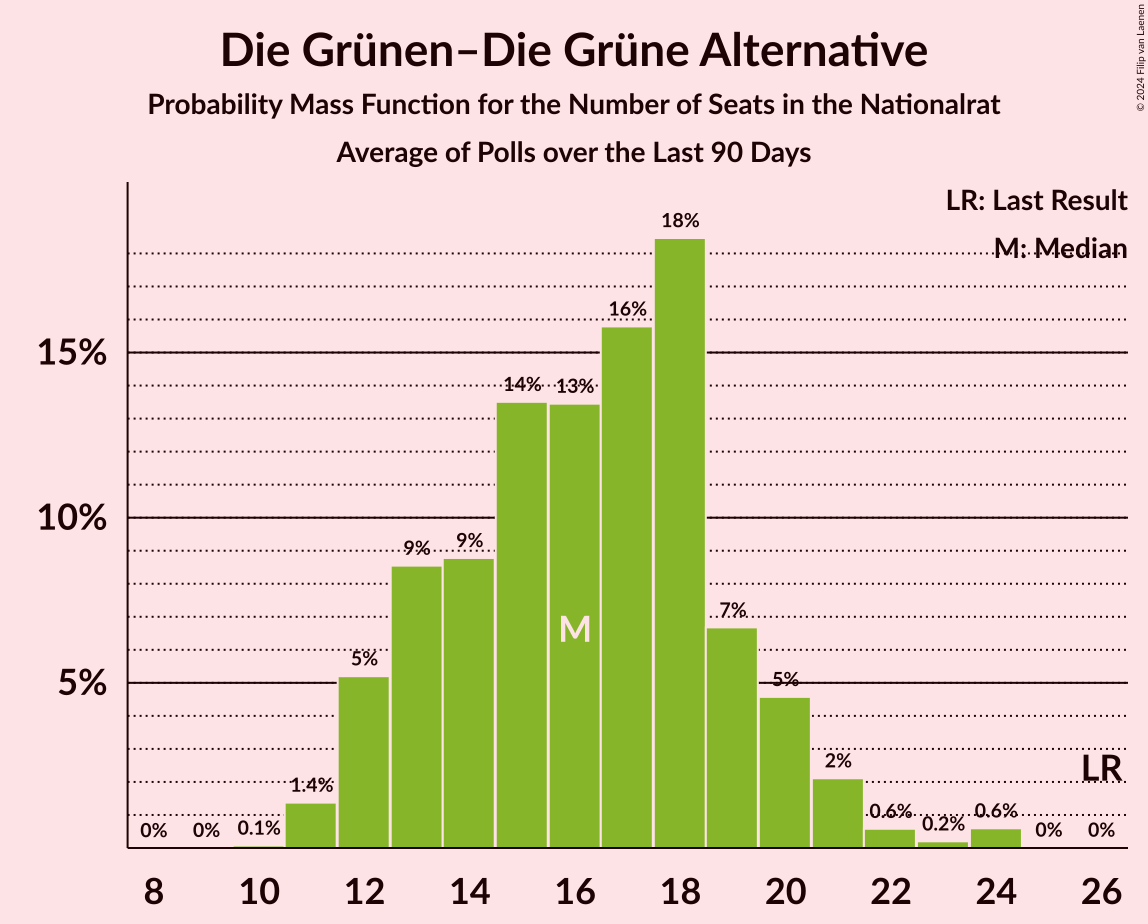 Die Grünen–Die Grüne Alternative
Probability Mass Function for the Number of Seats in the Nationalrat
Average of Polls over the Last 90 Days
© 2024 Filip van Laenen
LR: Last Result
M: Median
18%
16%
15%
14%
13%
10%
9%
9%
7%
M
5%
5%
5%
2%
LR
1.4%
0.6%
0.6%
0.2%
0.1%
0%
0%
0%
0%
8 10 12 14 16 18 20 22 24 26